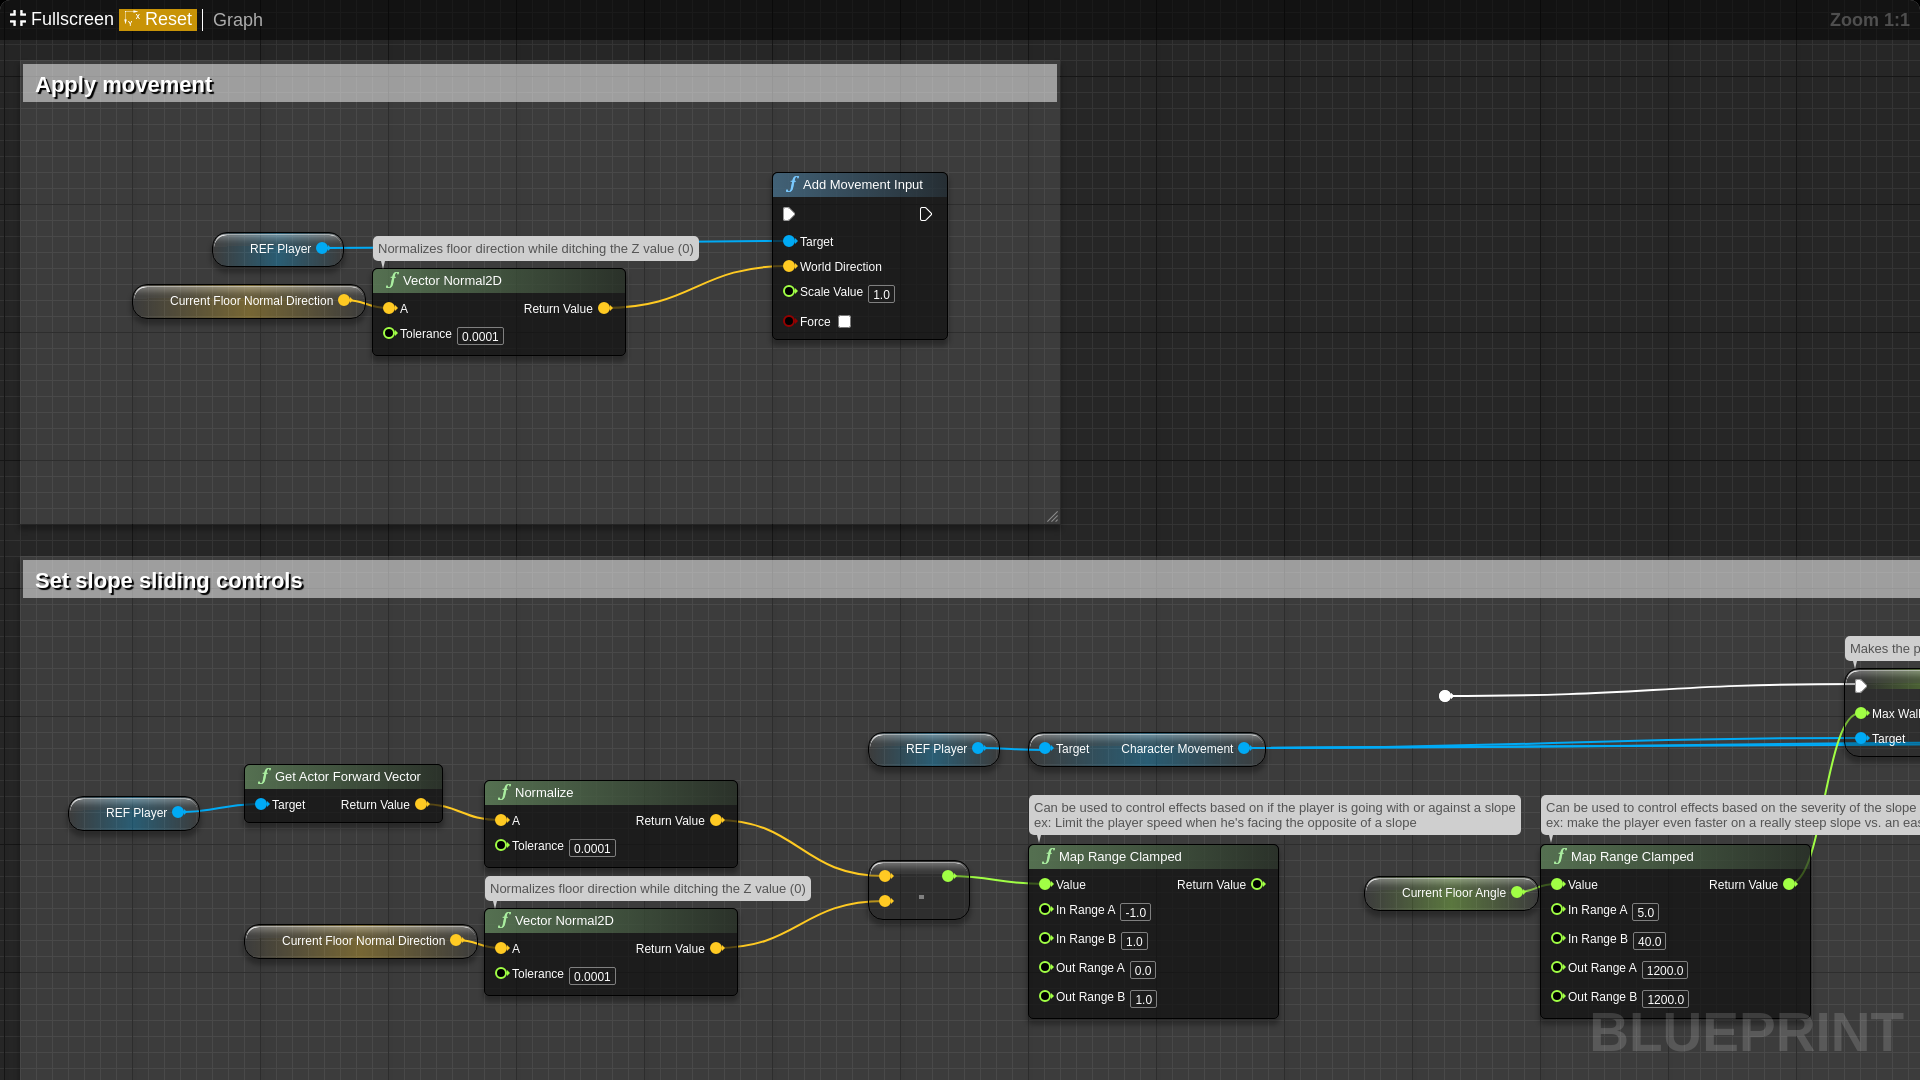 Fullscreen Reset Graph Zoom 1:1
Apply movement
Add Movement Input
REF Player
Normalizes floor direction while ditching the Z value (0)
Target
Vector Normal2D
World Direction
Current Floor Normal Direction
A Return Value
Scale Value 1.0
Tolerance 0.0001
Force
Set slope sliding controls
Makes the p
Max Wal
REF Player
Target Character Movement
Target
Get Actor Forward Vector
REF Player
Target Return Value
Normalize
A Return Value
Tolerance 0.0001
Can be used to control effects based on if the player is going with or against a slope
ex: Limit the player speed when he's facing the opposite of a slope
Can be used to control effects based on the severity of the slope
ex: make the player even faster on a really steep slope vs. an eas
Normalizes floor direction while ditching the Z value (0)
Vector Normal2D
Current Floor Normal Direction
A Return Value
Tolerance 0.0001
Map Range Clamped
Value Return Value
In Range A -1.0
In Range B 1.0
Out Range A 0.0
Out Range B 1.0
Current Floor Angle
Map Range Clamped
Value Return Value
In Range A 5.0
In Range B 40.0
Out Range A 1200.0
Out Range B 1200.0
BLUEPRINT